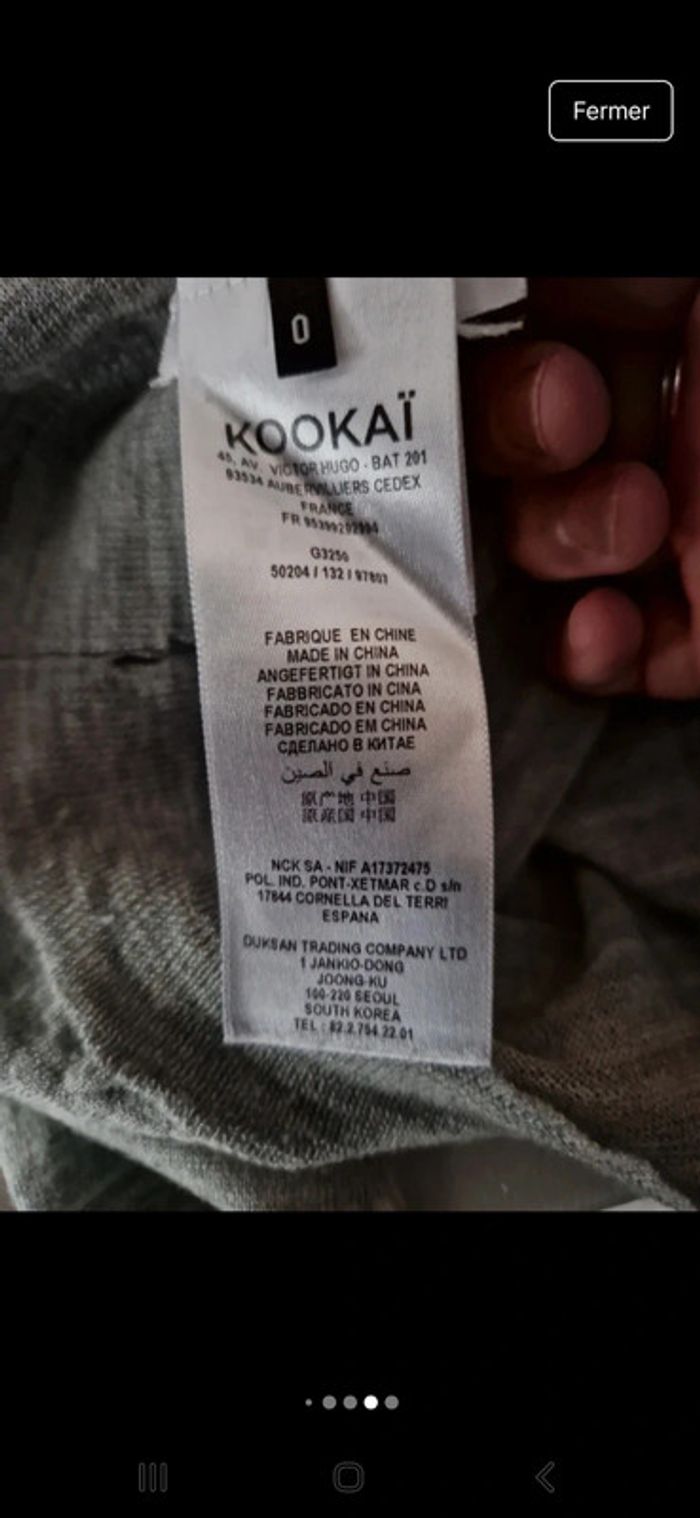 Fermer
0
KOOKAÏ
45, AV. VICTOR HUGO - BAT 201
93534 AUBERVILLIERS CEDEX
FRANCE
FR
50204 / 132 /
FABRIQUE EN CHINE
MADE IN CHINA
ANGEFERTIGT IN CHINA
FABBRICATO IN CINA
FABRICADO EN CHINA
FABRICADO EM CHINA
СДЕЛАНО В КИТАЕ
صنع في الصين
原产地 中国
原産国 中国
NCK SA - NIF A17372475
POL. IND. PONT-XETMAR c.D s/n
17844 CORNELLA DEL TERRI
ESPANA
DUKSAN TRADING COMPANY LTD
1 JANKIO-DONG
JOONG-KU
100-220 SEOUL
SOUTH KOREA
TEL : 82.2.754 22.01